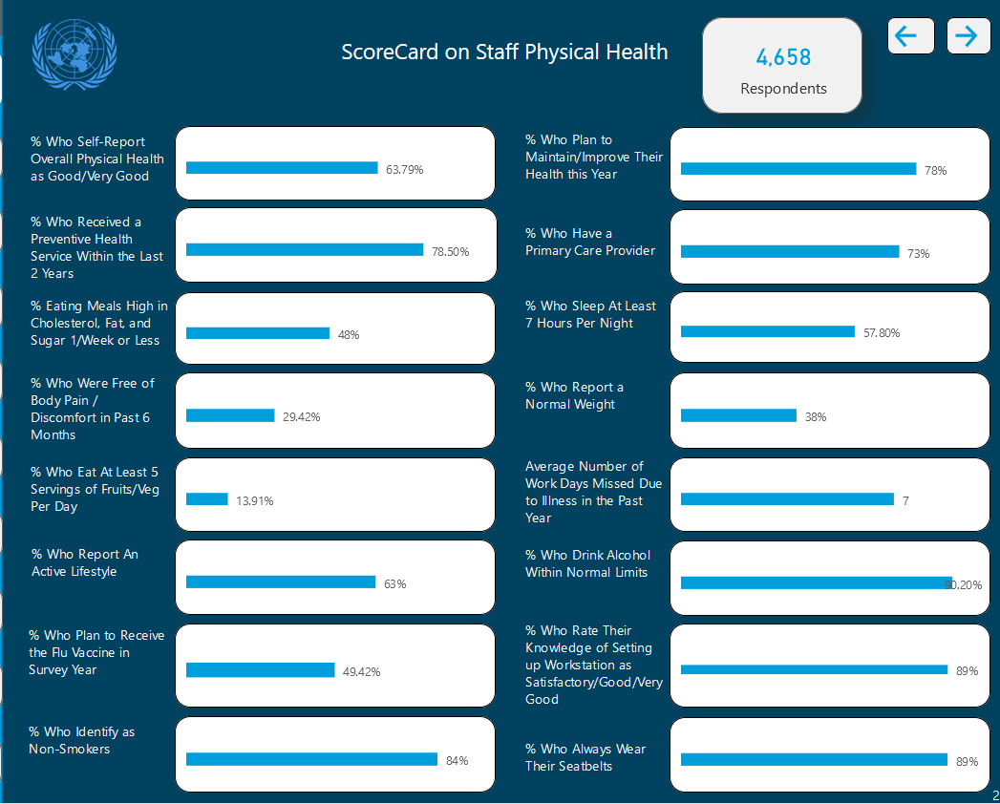 ScoreCard on Staff Physical Health
4,658
Respondents
% Who Self-Report
Overall Physical Health
as Good/Very Good
63.79%
% Who Plan to
Maintain/Improve Their
Health this Year
78%
% Who Received a
Preventive Health
Service Within the Last
2 Years
78.50%
% Who Have a
Primary Care Provider
73%
% Eating Meals High in
Cholesterol, Fat, and
Sugar 1/Week or Less
48%
% Who Sleep At Least
7 Hours Per Night
57.80%
% Who Were Free of
Body Pain /
Discomfort in Past 6
Months
29.42%
% Who Report a
Normal Weight
38%
% Who Eat At Least 5
Servings of Fruits/Veg
Per Day
13.91%
Average Number of
Work Days Missed Due
to Illness in the Past
Year
7
% Who Report An
Active Lifestyle
63%
% Who Drink Alcohol
Within Normal Limits
90.20%
% Who Plan to Receive
the Flu Vaccine in
Survey Year
49.42%
% Who Rate Their
Knowledge of Setting
up Workstation as
Satisfactory/Good/Very
Good
89%
% Who Identify as
Non-Smokers
84%
% Who Always Wear
Their Seatbelts
89%
2